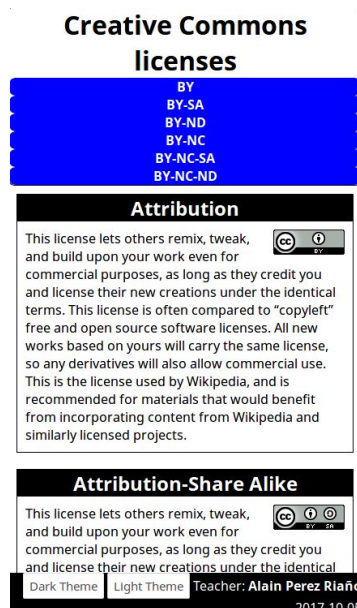 Creative Commons
licenses
BY
BY-SA
BY-ND
BY-NC
BY-NC-SA
BY-NC-ND
Attribution
This license lets others remix, tweak,
and build upon your work even for
commercial purposes, as long as they credit you
and license their new creations under the identical
terms. This license is often compared to “copyleft”
free and open source software licenses. All new
works based on yours will carry the same license,
so any derivatives will also allow commercial use.
This is the license used by Wikipedia, and is
recommended for materials that would benefit
from incorporating content from Wikipedia and
similarly licensed projects.
cc
BY
Attribution-Share Alike
This license lets others remix, tweak,
and build upon your work even for
commercial purposes, as long as they credit you
and license their new creations under the identical
cc
BY SA
Dark Theme Light Theme Teacher: Alain Perez Riaño